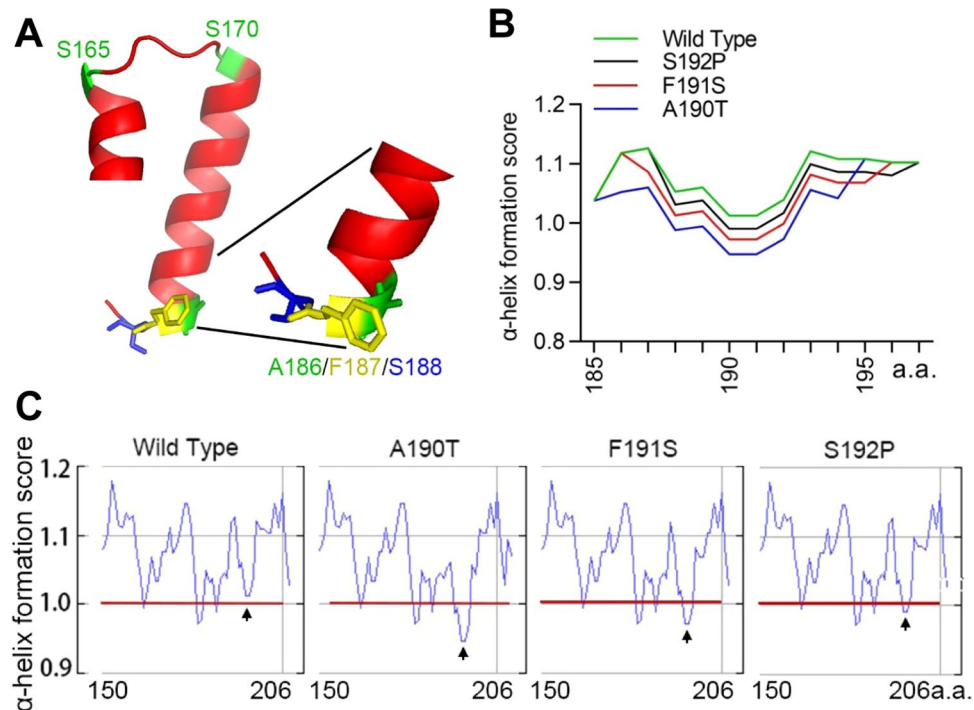 A
S165
S170
A186/F187/S188
B
Wild Type
S192P
F191S
A190T
α-helix formation score
1.2
1.1
1.0
0.9
0.8
185
190
195
a.a.
C
Wild Type
A190T
F191S
S192P
α-helix formation score
1.2
1.1
1.0
0.9
150
206
150
206
150
206
150
206a.a.